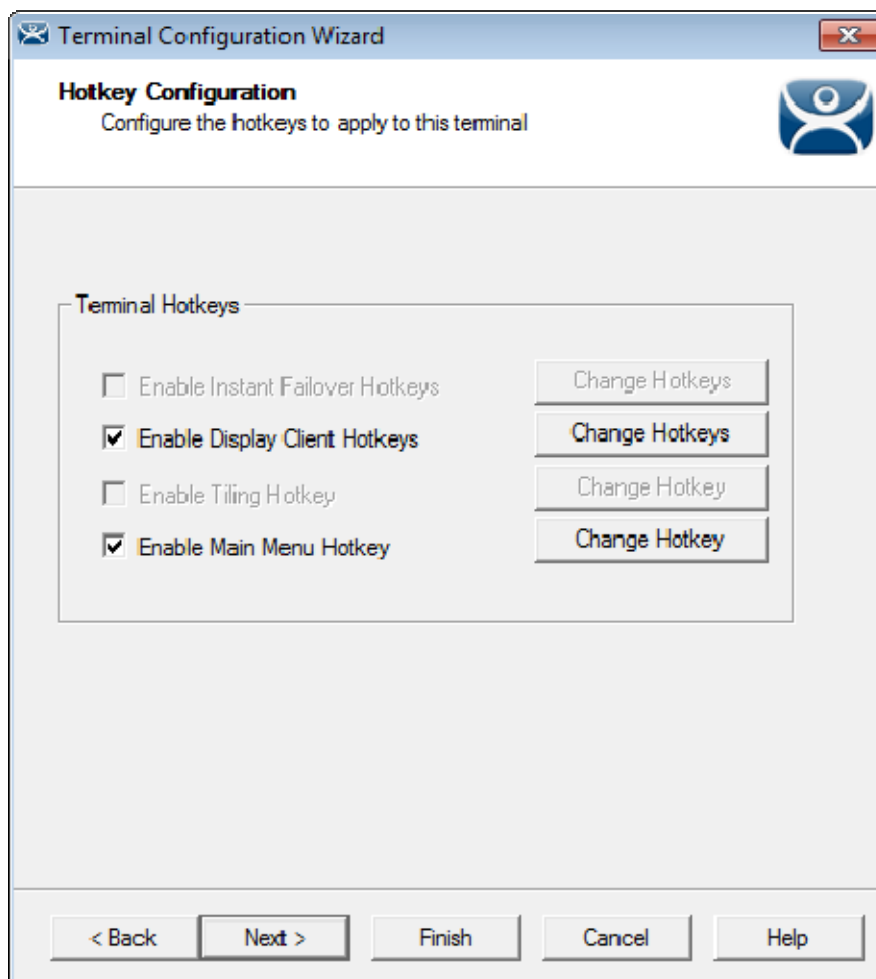 Terminal Configuration Wizard
Hotkey Configuration
Configure the hotkeys to apply to this terminal
Terminal Hotkeys
Enable Instant Failover Hotkeys Change Hotkeys
Enable Display Client Hotkeys Change Hotkeys
Enable Tiling Hotkey Change Hotkey
Enable Main Menu Hotkey Change Hotkey
< Back Next > Finish Cancel Help